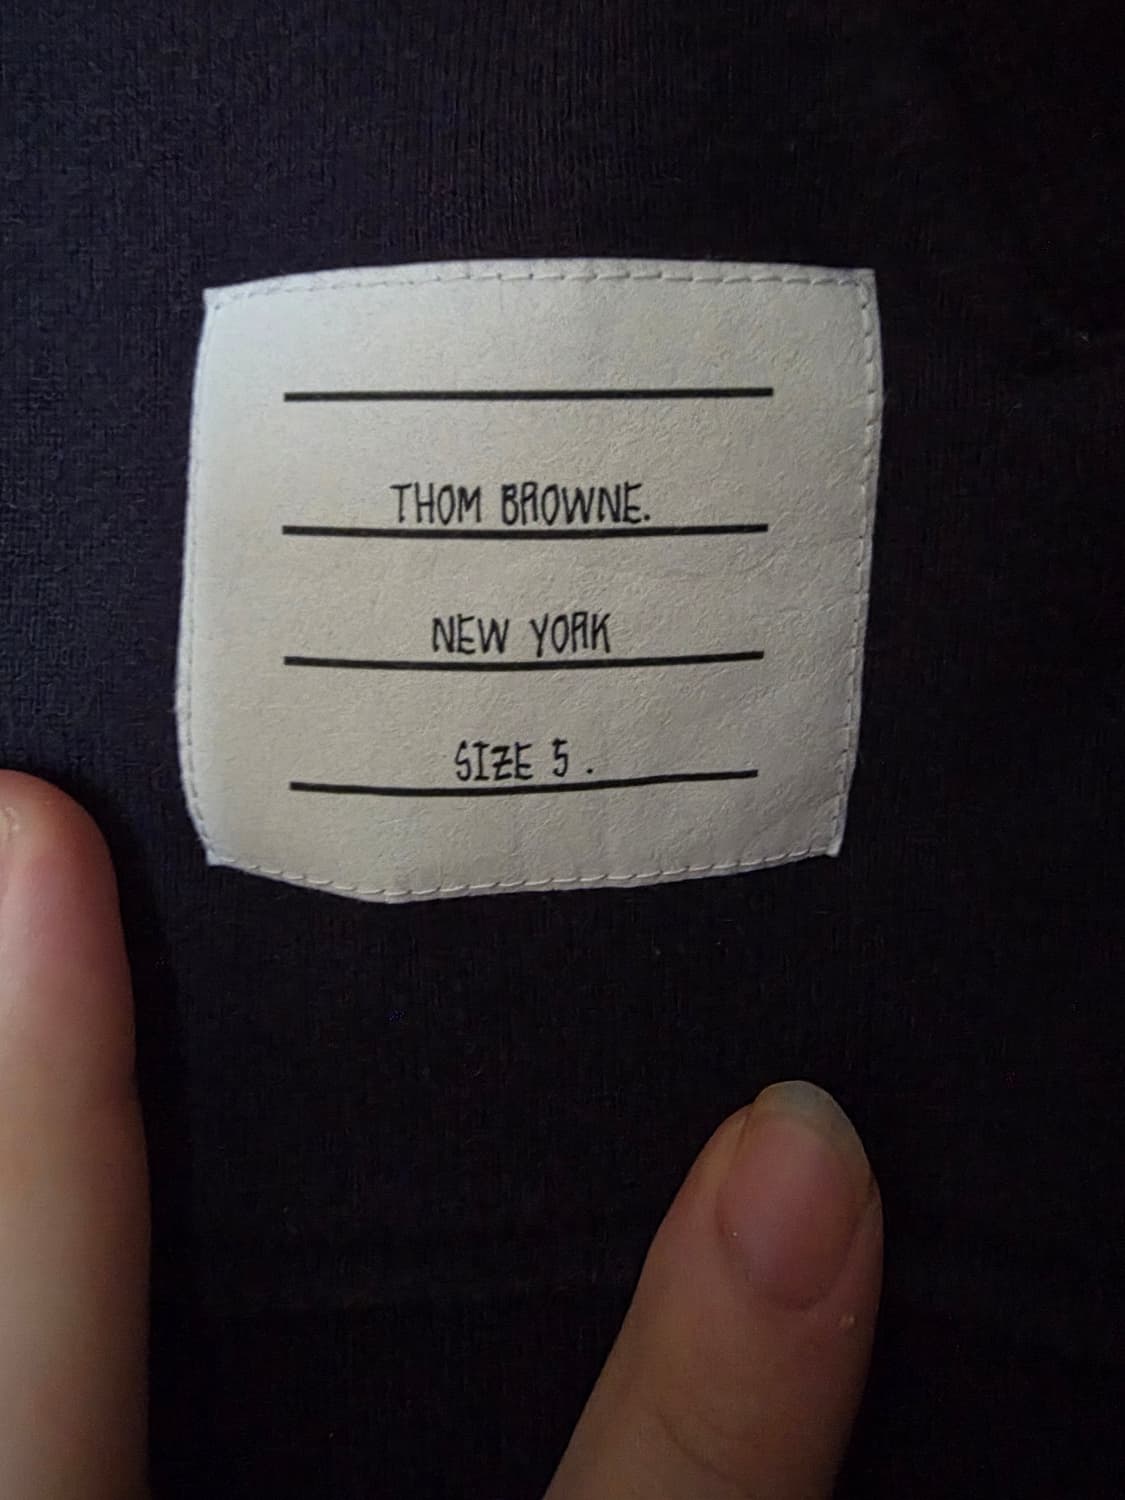 THOM BROWNE.
NEW YORK
SIZE 5 .